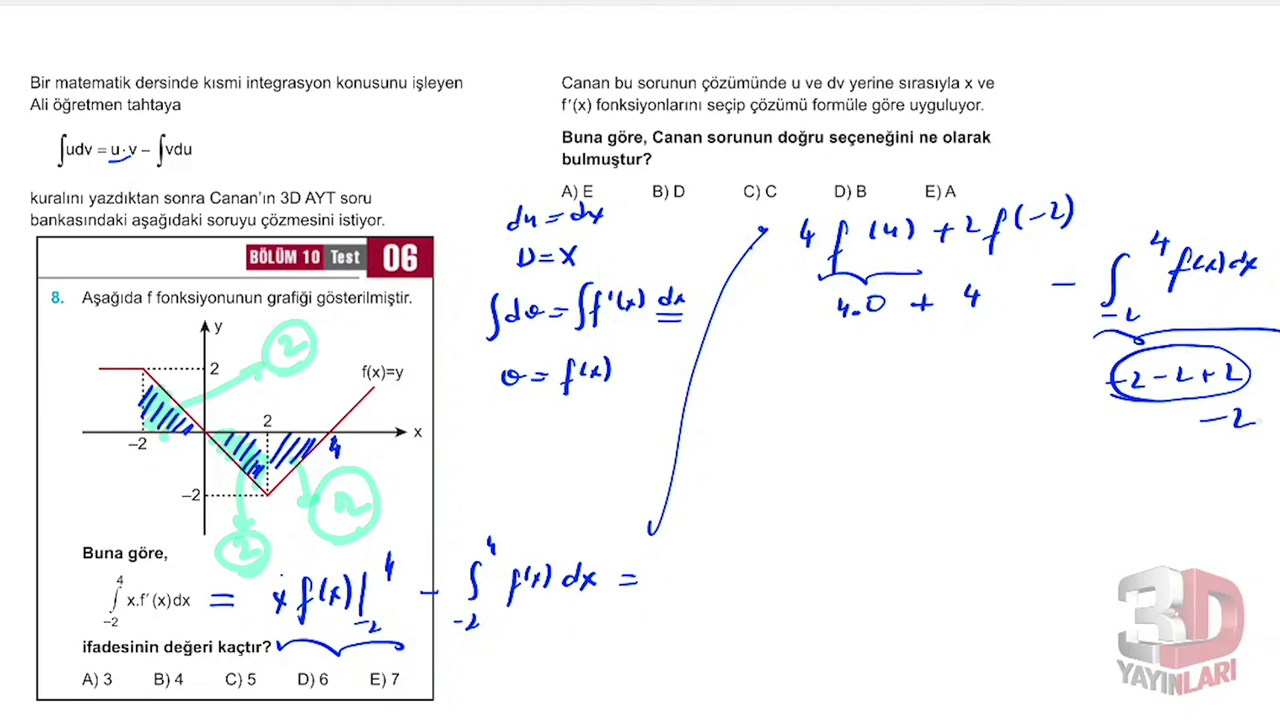 Bir matematik dersinde kısmi integrasyon konusunu işleyen
Ali öğretmen tahtaya
∫udv = u·v − ∫vdu
kuralını yazdıktan sonra Canan'ın 3D AYT soru
bankasındaki aşağıdaki soruyu çözmesini istiyor.
BÖLÜM 10 Test 06
8. Aşağıda f fonksiyonunun grafiği gösterilmiştir.
y
2
2
f(x)=y
2
x
−2
4
−2
2
2
Buna göre,
∫₋₂⁴ x.f'(x)dx = x f(x)|₋₂⁴ − ∫₋₂⁴ f(x) dx =
ifadesinin değeri kaçtır?
A) 3 B) 4 C) 5 D) 6 E) 7
Canan bu sorunun çözümünde u ve dv yerine sırasıyla x ve
f'(x) fonksiyonlarını seçip çözümü formüle göre uyguluyor.
Buna göre, Canan sorunun doğru seçeneğini ne olarak
bulmuştur?
A) E B) D C) C D) B E) A
du = dx
U = x
∫dv = ∫f'(x) dx
v = f(x)
4 f(4) + 2 f(−2) − ∫₋₂⁴ f(x) dx
4.0 + 4
+2 − 2 + 2
−2
3D
YAYINLARI